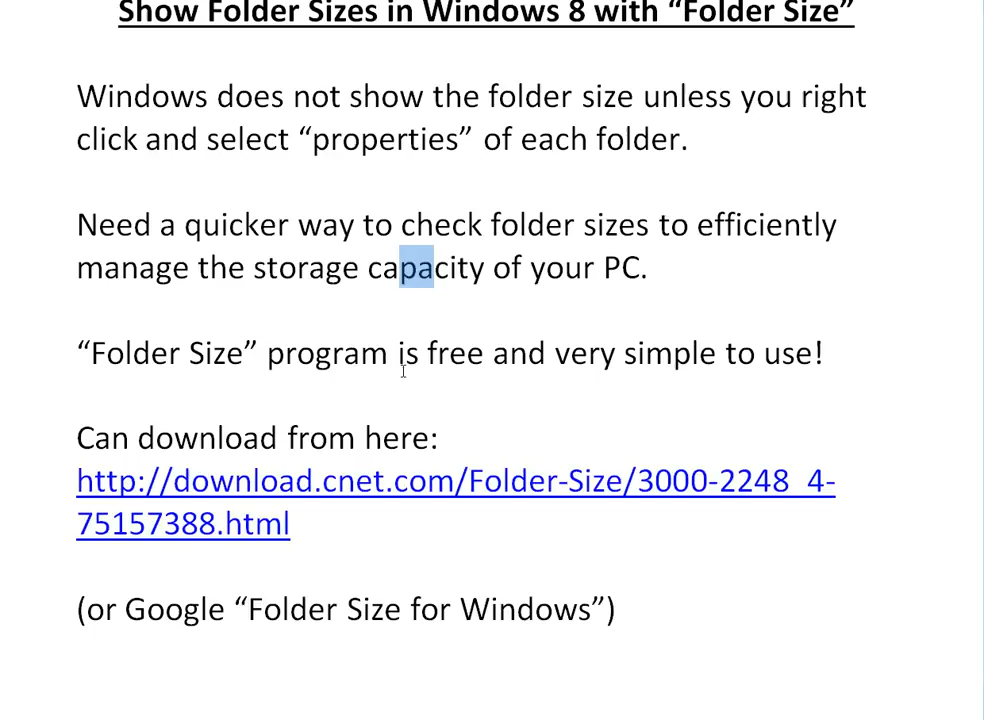 Show Folder Sizes in Windows 8 with “Folder Size”
Windows does not show the folder size unless you right
click and select “properties” of each folder.
Need a quicker way to check folder sizes to efficiently
manage the storage capacity of your PC.
“Folder Size” program is free and very simple to use!
Can download from here:
http://download.cnet.com/Folder-Size/3000-2248_4-
75157388.html
(or Google “Folder Size for Windows”)